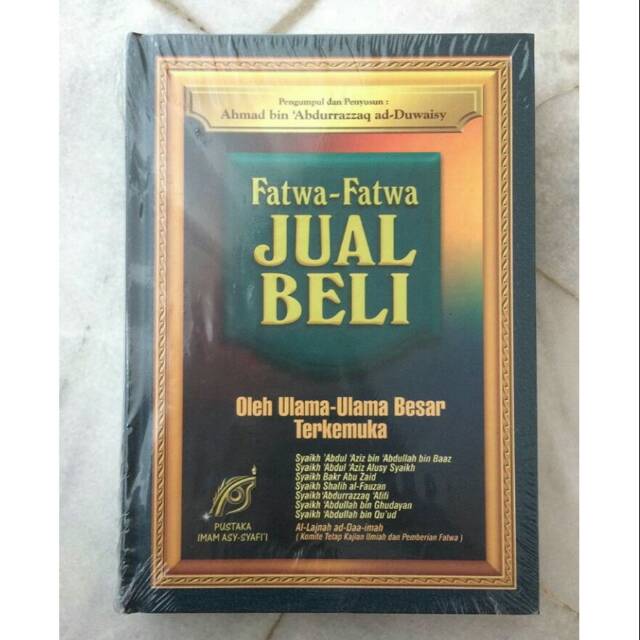 Pengumpul dan Penyusun :
Ahmad bin 'Abdurrazzaq ad-Duwaisy
Fatwa-Fatwa
JUAL
BELI
Oleh Ulama-Ulama Besar
Terkemuka
Syaikh 'Abdul 'Aziz bin 'Abdullah bin Baaz
Syaikh 'Abdul 'Aziz Alusy Syaikh
Syaikh Bakr Abu Zaid
Syaikh Shalih al-Fauzan
Syaikh 'Abdurrazzaq 'Afifi
Syaikh 'Abdullah bin Ghudayan
Syaikh 'Abdullah bin Qu'ud
Al-Lajnah ad-Daa-imah
( Komite Tetap Kajian Ilmiah dan Pemberian Fatwa )
PUSTAKA
IMAM ASY-SYAFI'I